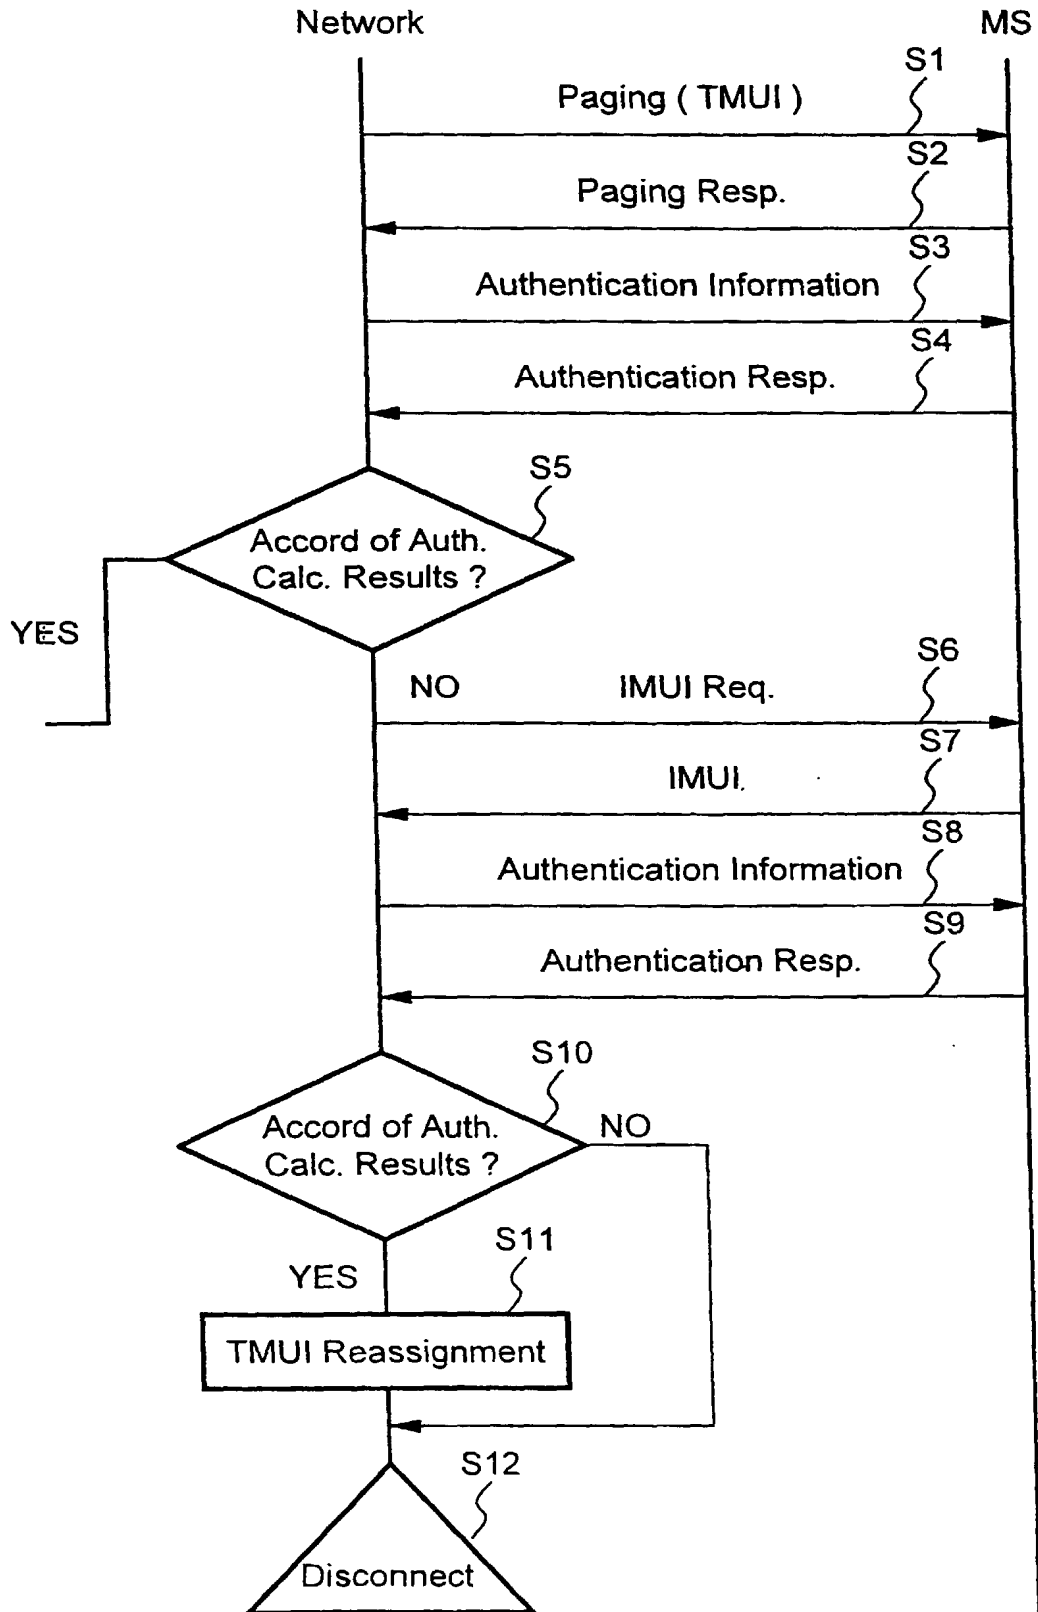 Network
MS
S1
Paging ( TMUI )
S2
Paging Resp.
S3
Authentication Information
S4
Authentication Resp.
S5
Accord of Auth.
Calc. Results ?
YES
NO
IMUI Req.
S6
S7
IMUI.
S8
Authentication Information
S9
Authentication Resp.
S10
Accord of Auth.
Calc. Results ?
NO
S11
YES
TMUI Reassignment
S12
Disconnect